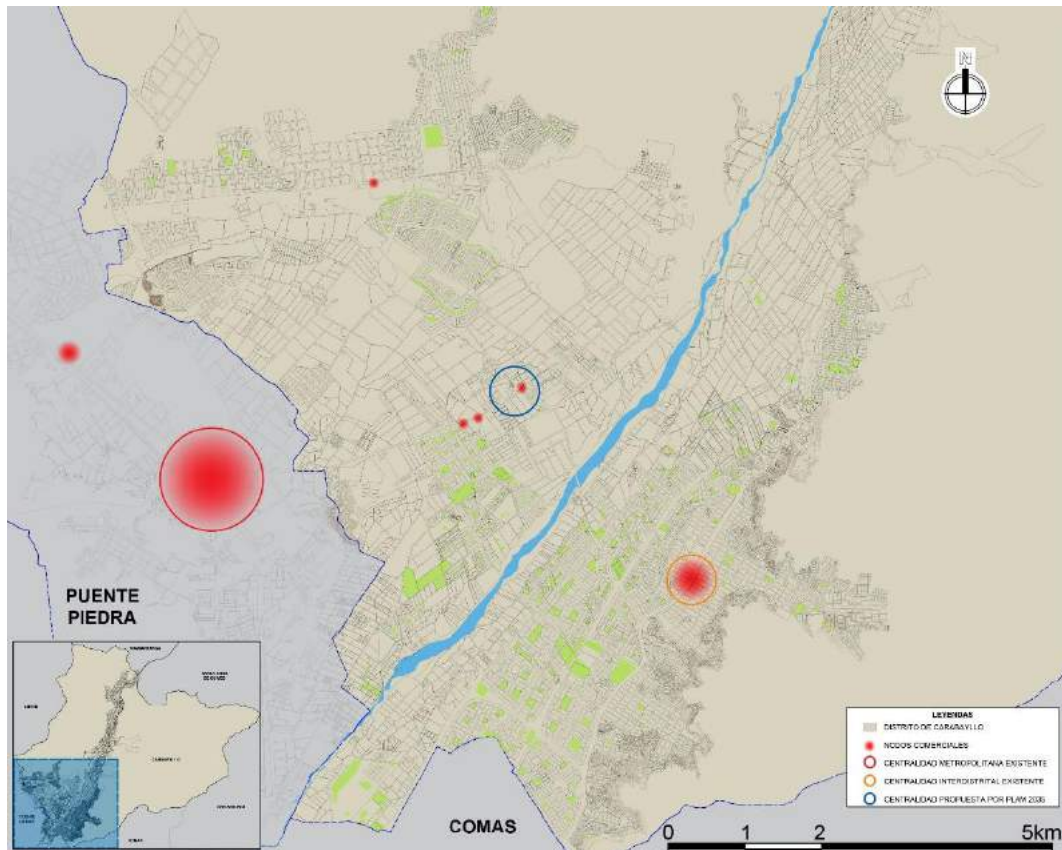 N
PUENTE
PIEDRA
COMAS
LEYENDAS
DISTRITO DE CARABAYLLO
NODOS COMERCIALES
CENTRALIDAD METROPOLITANA EXISTENTE
CENTRALIDAD INTERDISTRITAL EXISTENTE
CENTRALIDAD PROPUESTA POR PLAM 2035
0 1 2 5km